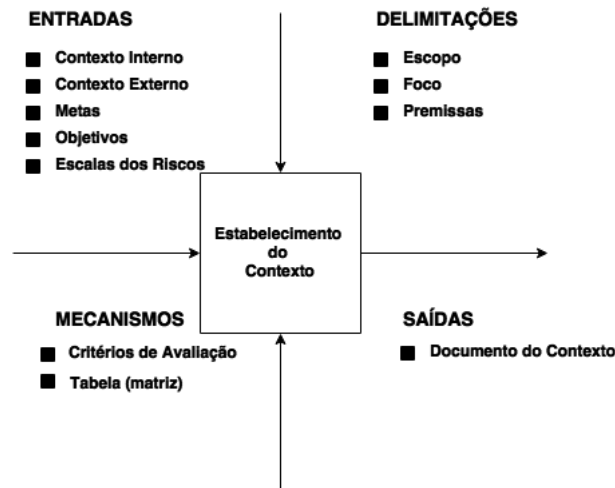 ENTRADAS
Contexto Interno
Contexto Externo
Metas
Objetivos
Escalas dos Riscos
DELIMITAÇÕES
Escopo
Foco
Premissas
Estabelecimento
do
Contexto
MECANISMOS
Critérios de Avaliação
Tabela (matriz)
SAÍDAS
Documento do Contexto